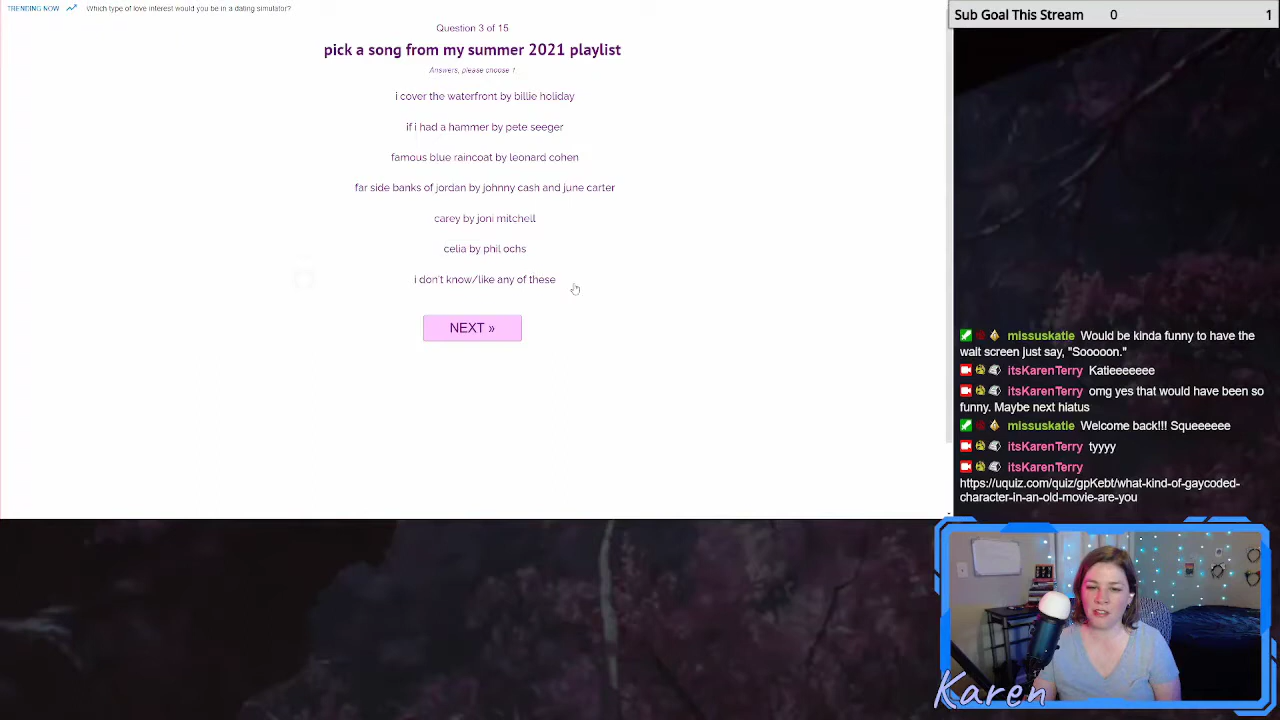 TRENDING NOW Which type of love interest would you be in a dating simulator?
Question 3 of 15
pick a song from my summer 2021 playlist
Answers, please choose 1
i cover the waterfront by billie holiday
if i had a hammer by pete seeger
famous blue raincoat by leonard cohen
far side banks of jordan by johnny cash and june carter
carey by joni mitchell
celia by phil ochs
i don't know/like any of these
NEXT »
Sub Goal This Stream 0 1
missuskatie Would be kinda funny to have the
wait screen just say, "Sooooon."
itsKarenTerry Katieeeeeee
itsKarenTerry omg yes that would have been so
funny. Maybe next hiatus
missuskatie Welcome back!!! Squeeeeee
itsKarenTerry tyyyy
itsKarenTerry
https://uquiz.com/quiz/gpKebt/what-kind-of-gaycoded-
character-in-an-old-movie-are-you
Karen